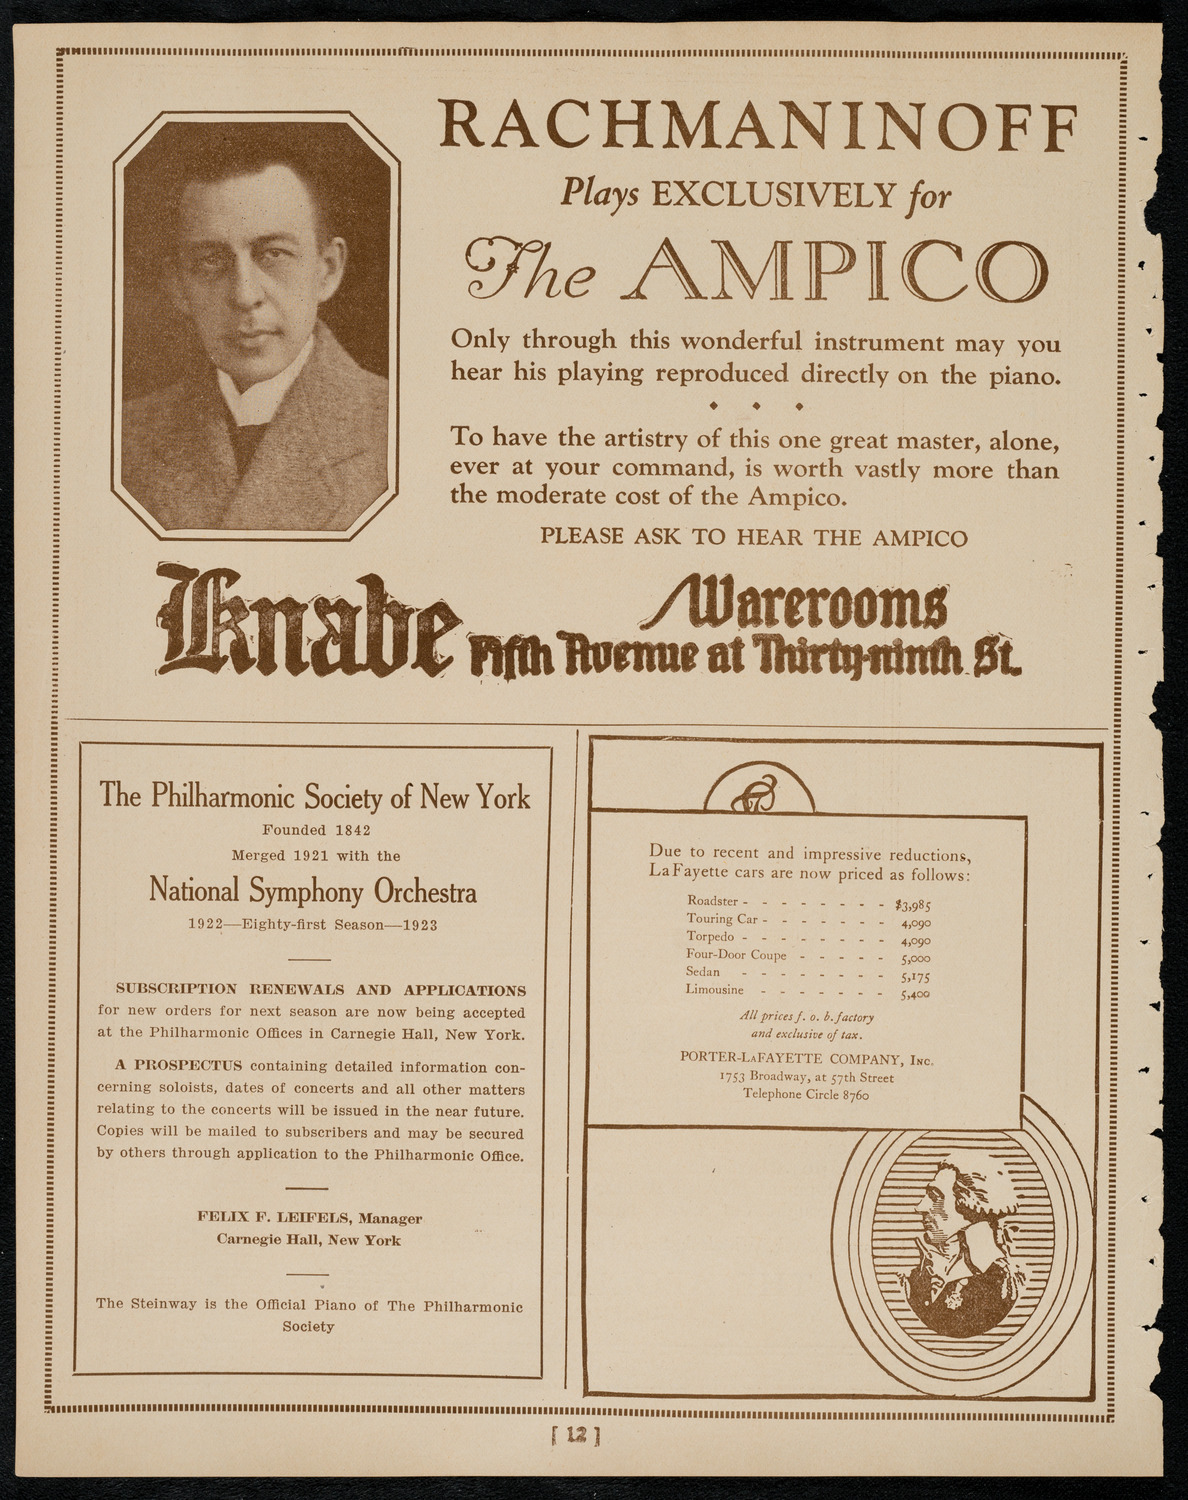 RACHMANINOFF
Plays EXCLUSIVELY for
The AMPICO
Only through this wonderful instrument may you
hear his playing reproduced directly on the piano.
To have the artistry of this one great master, alone,
ever at your command, is worth vastly more than
the moderate cost of the Ampico.
PLEASE ASK TO HEAR THE AMPICO
Knabe
Warerooms
Fifth Avenue at Thirty-ninth St.
The Philharmonic Society of New York
Founded 1842
Merged 1921 with the
National Symphony Orchestra
1922—Eighty-first Season—1923
SUBSCRIPTION RENEWALS AND APPLICATIONS
for new orders for next season are now being accepted
at the Philharmonic Offices in Carnegie Hall, New York.
A PROSPECTUS containing detailed information con-
cerning soloists, dates of concerts and all other matters
relating to the concerts will be issued in the near future.
Copies will be mailed to subscribers and may be secured
by others through application to the Philharmonic Office.
FELIX F. LEIFELS, Manager
Carnegie Hall, New York
The Steinway is the Official Piano of The Philharmonic
Society
Due to recent and impressive reductions,
LaFayette cars are now priced as follows:
Roadster - - - - - - - - $3,985
Touring Car - - - - - - - 4,090
Torpedo - - - - - - - - 4,090
Four-Door Coupe - - - - - 5,000
Sedan - - - - - - - - 5,175
Limousine - - - - - - - 5,400
All prices f. o. b. factory
and exclusive of tax.
PORTER-LAFAYETTE COMPANY, INC.
1753 Broadway, at 57th Street
Telephone Circle 8760
[ 12 ]